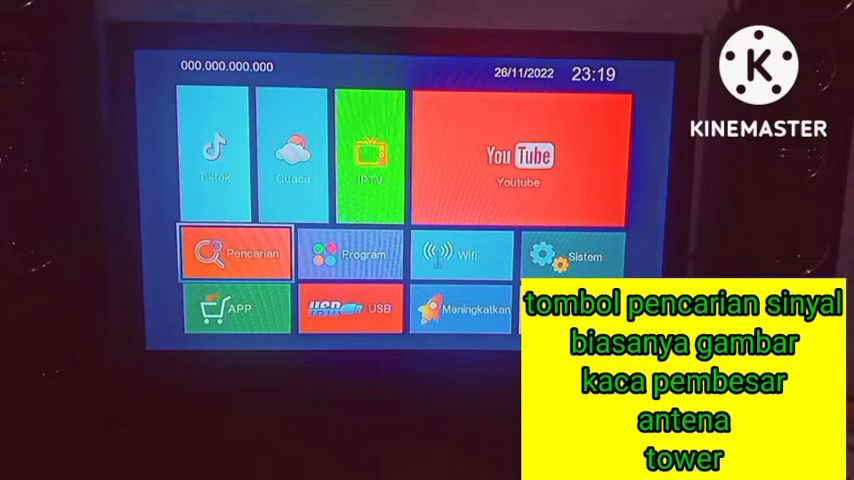 000.000.000.000
26/11/2022 23:19
KINEMASTER
Tiktok
Cuaca
IPTV
YouTube
Youtube
Pencarian
Program
Wifi
Sistem
APP
USB USB
Meningkatkan
tombol pencarian sinyal
biasanya gambar
kaca pembesar
antena
tower